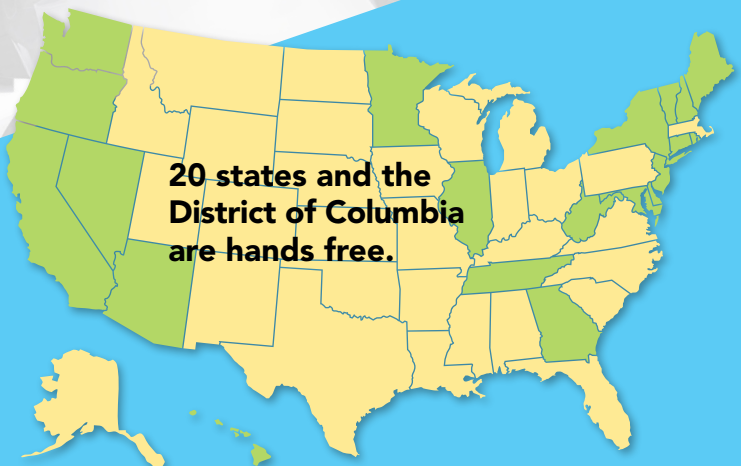 20 states and the
District of Columbia
are hands free.